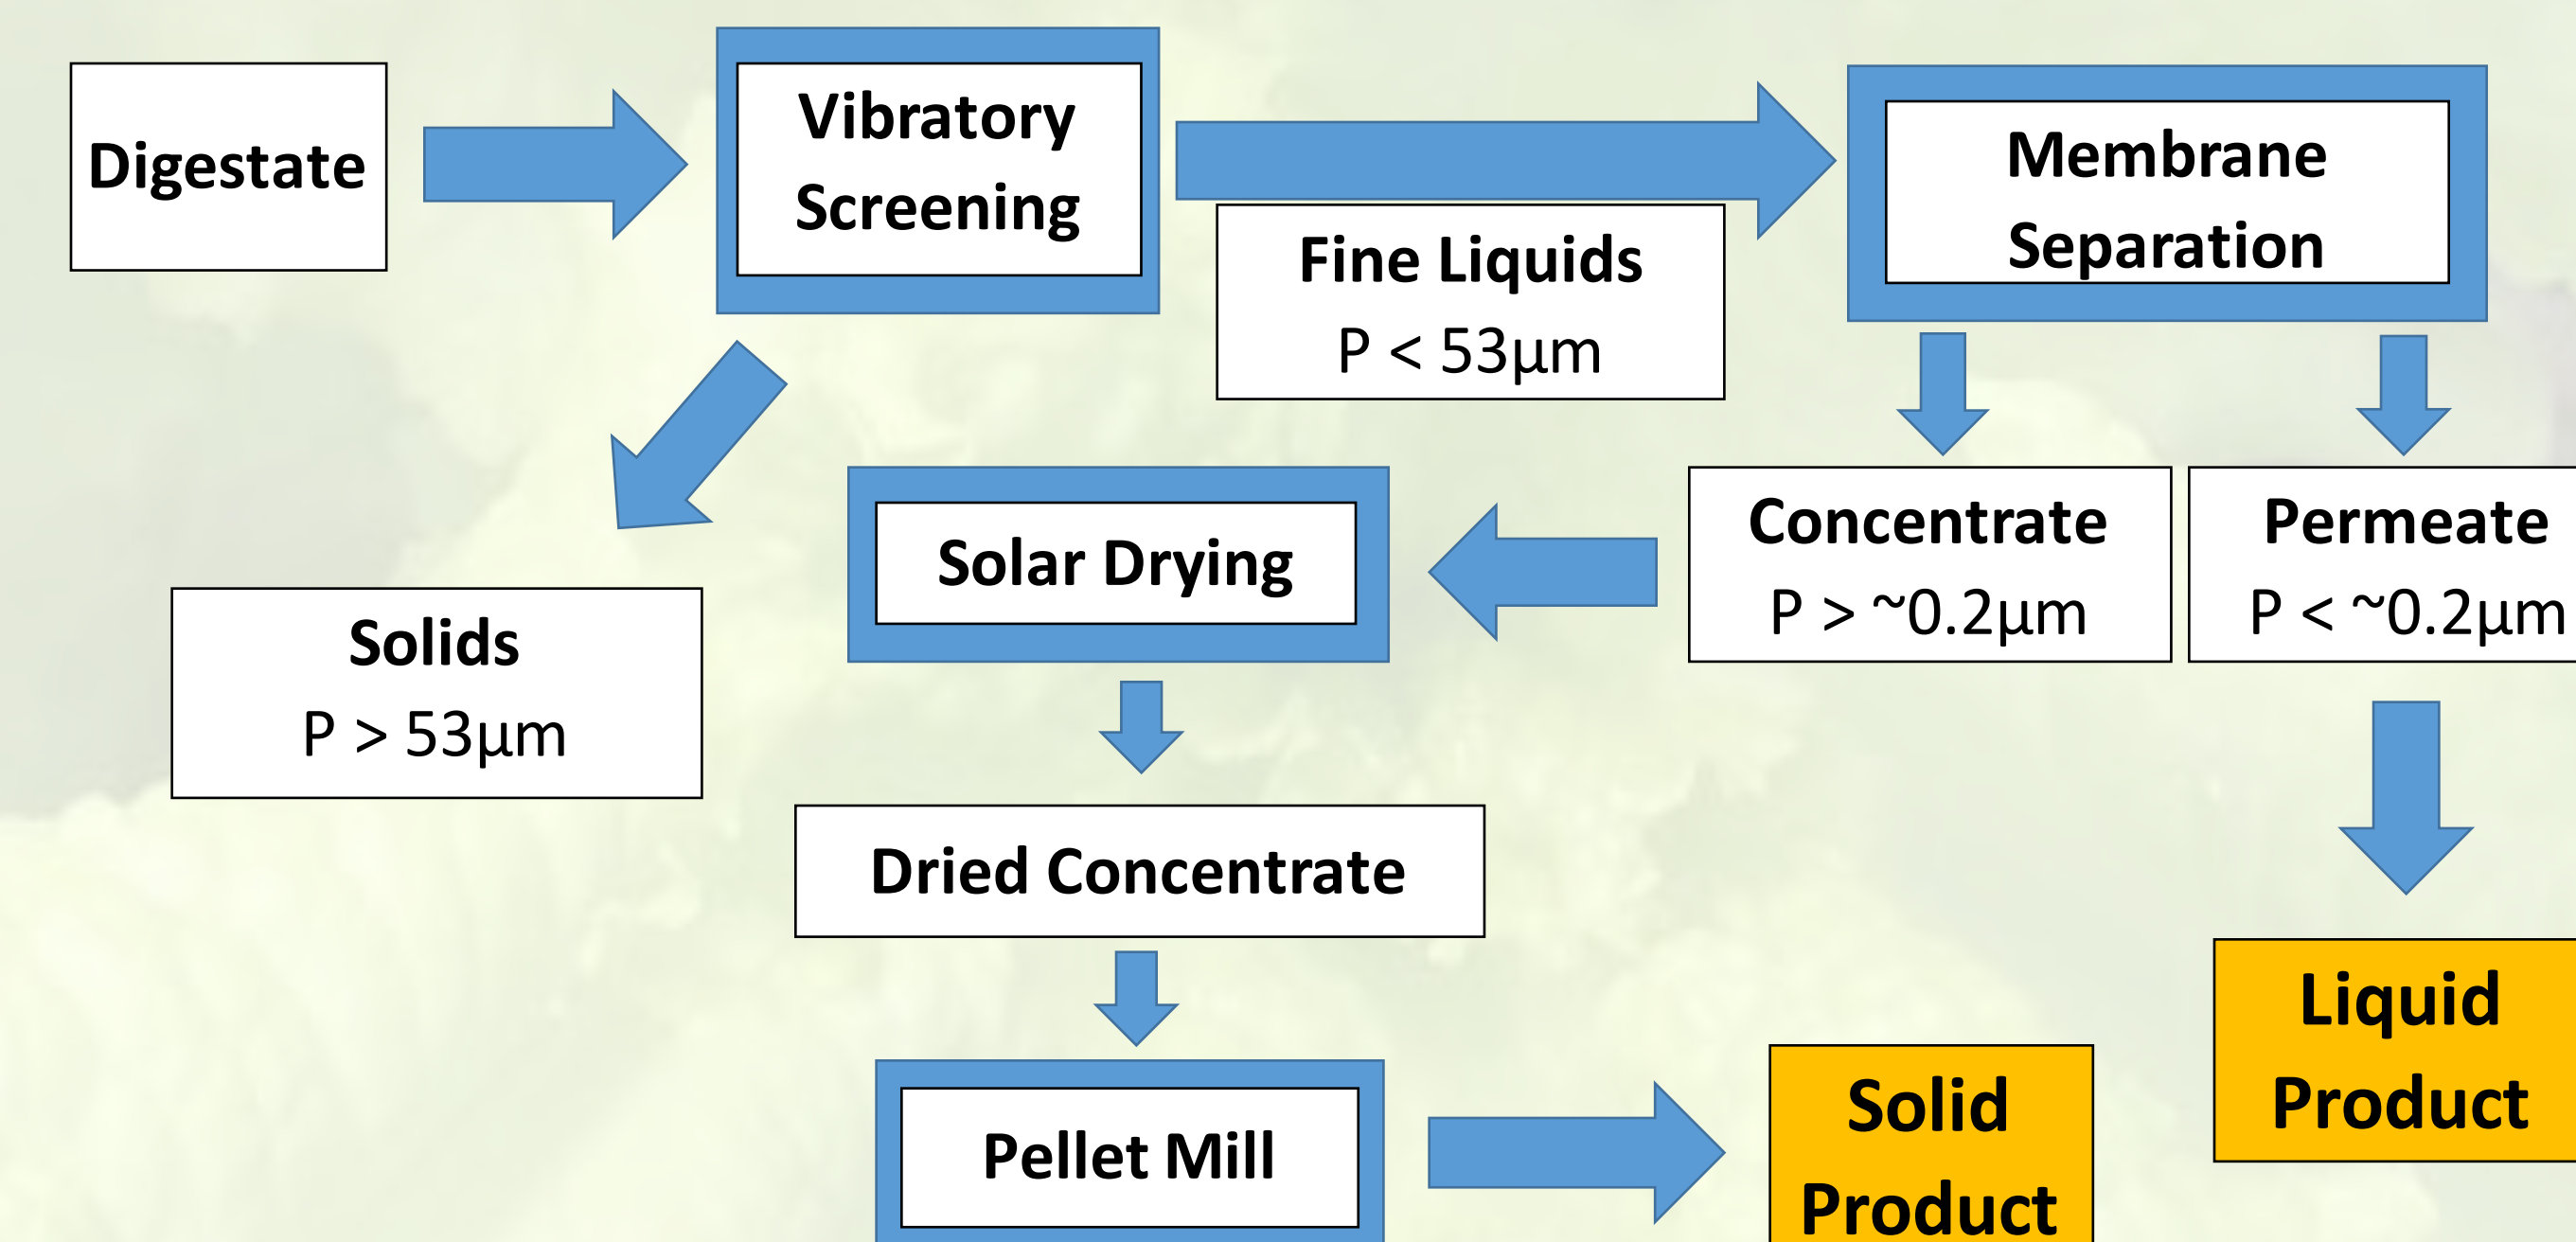 Digestate
Vibratory
Screening
Fine Liquids
P < 53µm
Membrane
Separation
Solids
P > 53µm
Solar Drying
Concentrate
P > ~0.2µm
Permeate
P < ~0.2µm
Dried Concentrate
Pellet Mill
Solid
Product
Liquid
Product